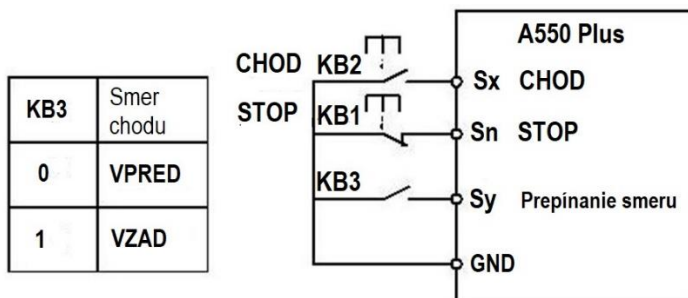 KB3 Smer chodu
0 VPRED
1 VZAD
A550 Plus
CHOD KB2 Sx CHOD
STOP KB1 Sn STOP
KB3 Sy Prepínanie smeru
GND